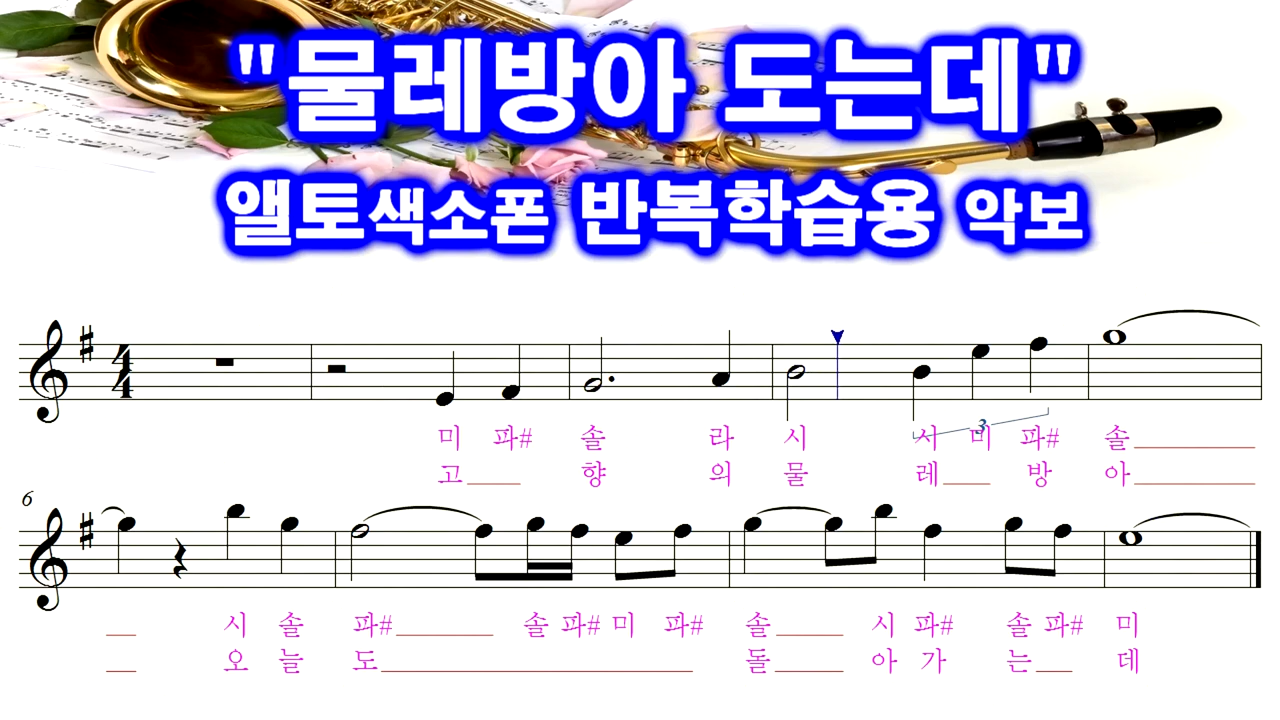 "물레방아 도는데"
앨토색소폰 반복학습용 악보
4
4
3
미 파# 솔 라 시 시 미 파# 솔
고 향 의 물 레 방 아
6
시 솔 파# 솔 파# 미 파# 솔 시 파# 솔 파# 미
오 늘 도 돌 아 가 는 데